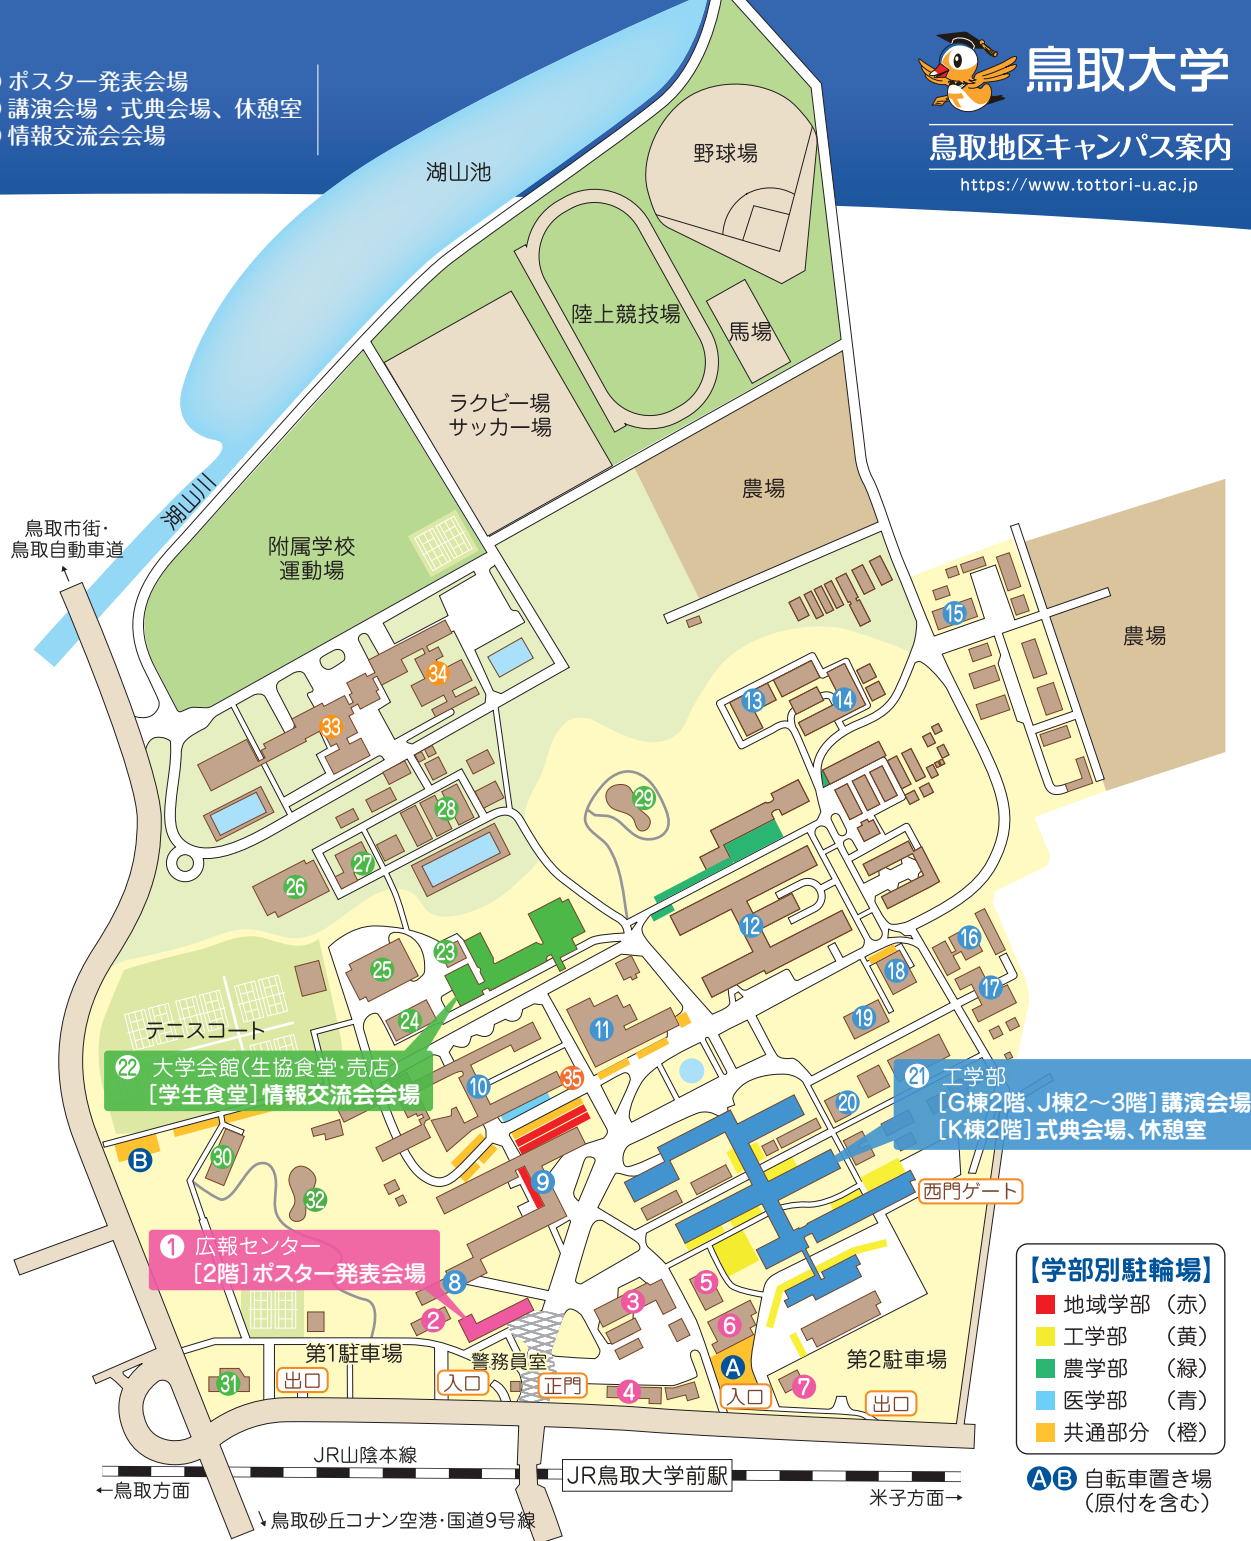 ポスター発表会場
講演会場・式典会場、休憩室
情報交流会会場
鳥取大学
鳥取地区キャンパス案内
https://www.tottori-u.ac.jp
湖山池
野球場
陸上競技場
馬場
ラクビー場
サッカー場
農場
湖山川
鳥取市街・
鳥取自動車道
附属学校
運動場
農場
15
34
13
14
33
29
28
27
26
12
23
25
16
18
17
24
19
11
テニスコート
22 大学会館(生協食堂・売店)
[学生食堂]情報交流会会場
10
35
21 工学部
[G棟2階、J棟2〜3階]講演会場
[K棟2階]式典会場、休憩室
20
B
30
9
32
西門ゲート
1 広報センター
[2階]ポスター発表会場
8
5
3
2
6
第1駐車場
警務員室
第2駐車場
A
31
出口
入口
正門
4
入口
7
出口
【学部別駐輪場】
地域学部 (赤)
工学部 (黄)
農学部 (緑)
医学部 (青)
共通部分 (橙)
AB 自転車置き場
(原付を含む)
JR山陰本線
JR鳥取大学前駅
←鳥取方面
米子方面→
鳥取砂丘コナン空港・国道9号線